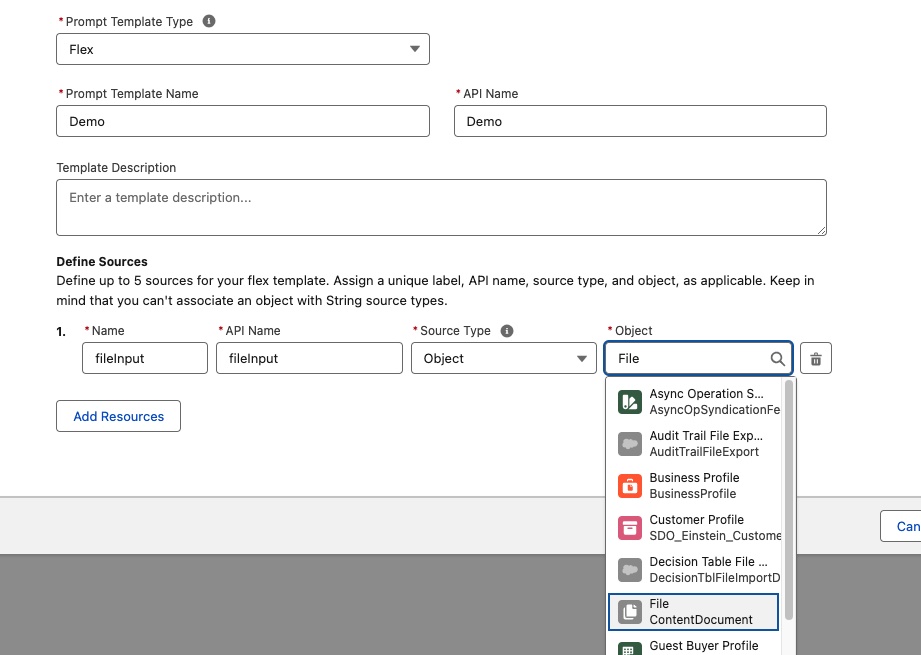 * Prompt Template Type
Flex
* Prompt Template Name
* API Name
Demo
Demo
Template Description
Enter a template description...
Define Sources
Define up to 5 sources for your flex template. Assign a unique label, API name, source type, and object, as applicable. Keep in
mind that you can't associate an object with String source types.
1. * Name
* API Name
* Source Type
* Object
fileInput
fileInput
Object
File
Add Resources
Async Operation S...
AsyncOpSyndicationFe
Audit Trail File Exp...
AuditTrailFileExport
Business Profile
BusinessProfile
Customer Profile
SDO_Einstein_Custome
Decision Table File ...
DecisionTblFileImportD
File
ContentDocument
Guest Buyer Profile
Can